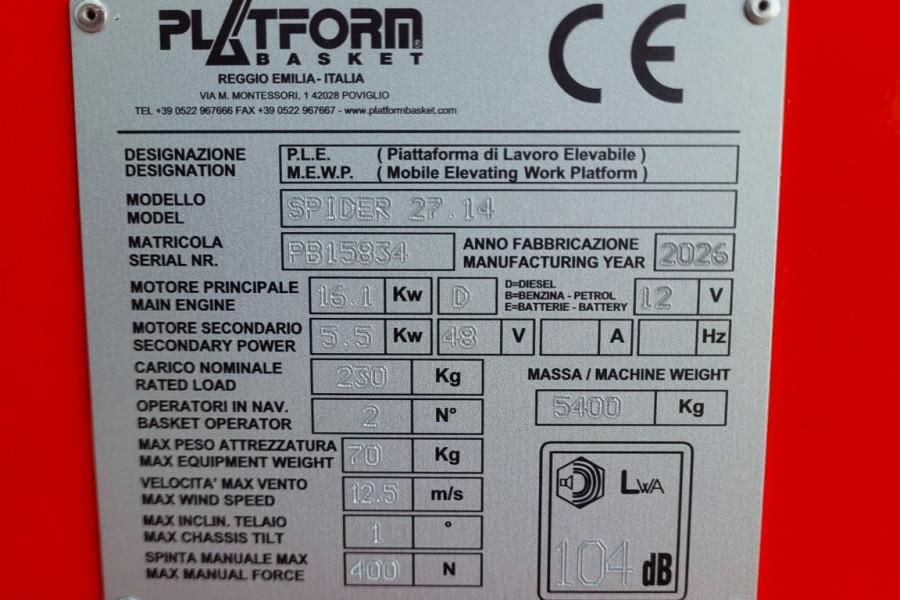 PLATFORM®
BASKET
REGGIO EMILIA - ITALIA
VIA M. MONTESSORI, 1 42028 POVIGLIO
TEL +39 0522 967666 FAX +39 0522 967667 - www.platformbasket.com
CE
DESIGNAZIONE P.L.E. ( Piattaforma di Lavoro Elevabile )
DESIGNATION M.E.W.P. ( Mobile Elevating Work Platform )
MODELLO
MODEL SPIDER 27.14
MATRICOLA ANNO FABBRICAZIONE
SERIAL NR. PB15834 MANUFACTURING YEAR 2026
MOTORE PRINCIPALE
MAIN ENGINE 16.1 Kw D
D=DIESEL
B=BENZINA - PETROL
E=BATTERIE - BATTERY
12 V
MOTORE SECONDARIO
SECONDARY POWER 5.5 Kw 48 V A Hz
CARICO NOMINALE
RATED LOAD 230 Kg
MASSA / MACHINE WEIGHT
5400 Kg
OPERATORI IN NAV.
BASKET OPERATOR 2 N°
MAX PESO ATTREZZATURA
MAX EQUIPMENT WEIGHT 70 Kg
VELOCITA' MAX VENTO
MAX WIND SPEED 12.5 m/s
MAX INCLIN. TELAIO
MAX CHASSIS TILT 1 °
SPINTA MANUALE MAX
MAX MANUAL FORCE 400 N
LWA
104 dB